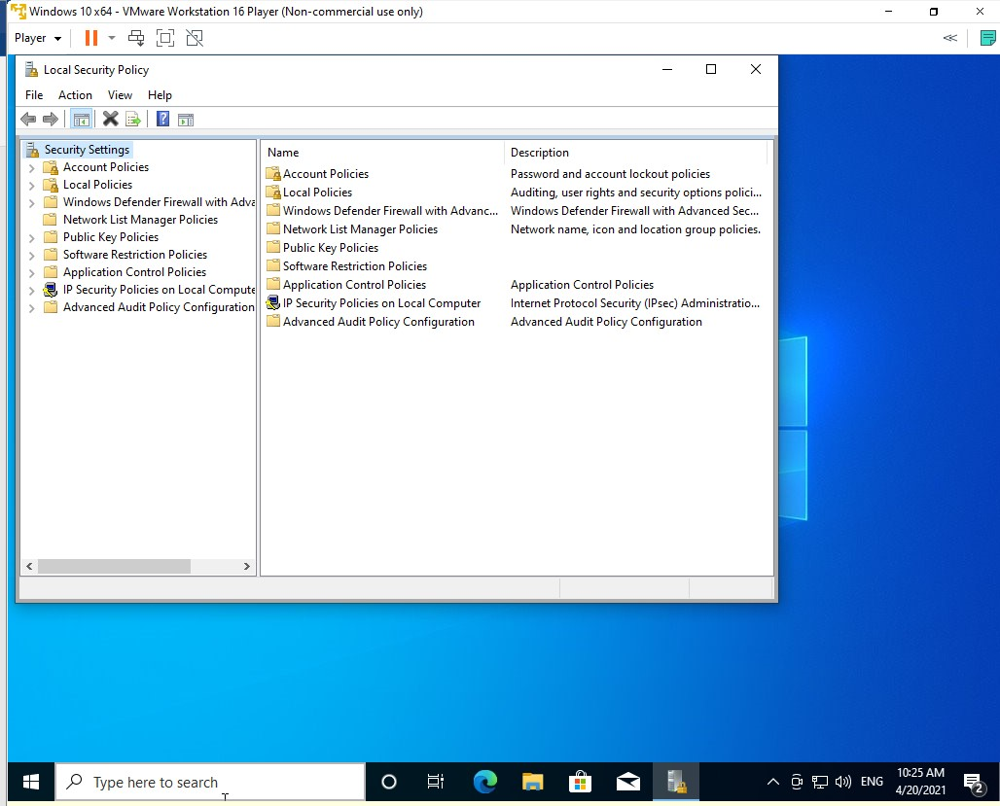 Windows 10 x64 - VMware Workstation 16 Player (Non-commercial use only)
Player
Local Security Policy
File Action View Help
Security Settings
Account Policies
Local Policies
Windows Defender Firewall with Adva
Network List Manager Policies
Public Key Policies
Software Restriction Policies
Application Control Policies
IP Security Policies on Local Compute
Advanced Audit Policy Configuration
Name Description
Account Policies Password and account lockout policies
Local Policies Auditing, user rights and security options polici...
Windows Defender Firewall with Advanc... Windows Defender Firewall with Advanced Sec...
Network List Manager Policies Network name, icon and location group policies.
Public Key Policies
Software Restriction Policies
Application Control Policies Application Control Policies
IP Security Policies on Local Computer Internet Protocol Security (IPsec) Administratio...
Advanced Audit Policy Configuration Advanced Audit Policy Configuration
Type here to search
ENG
10:25 AM
4/20/2021
2